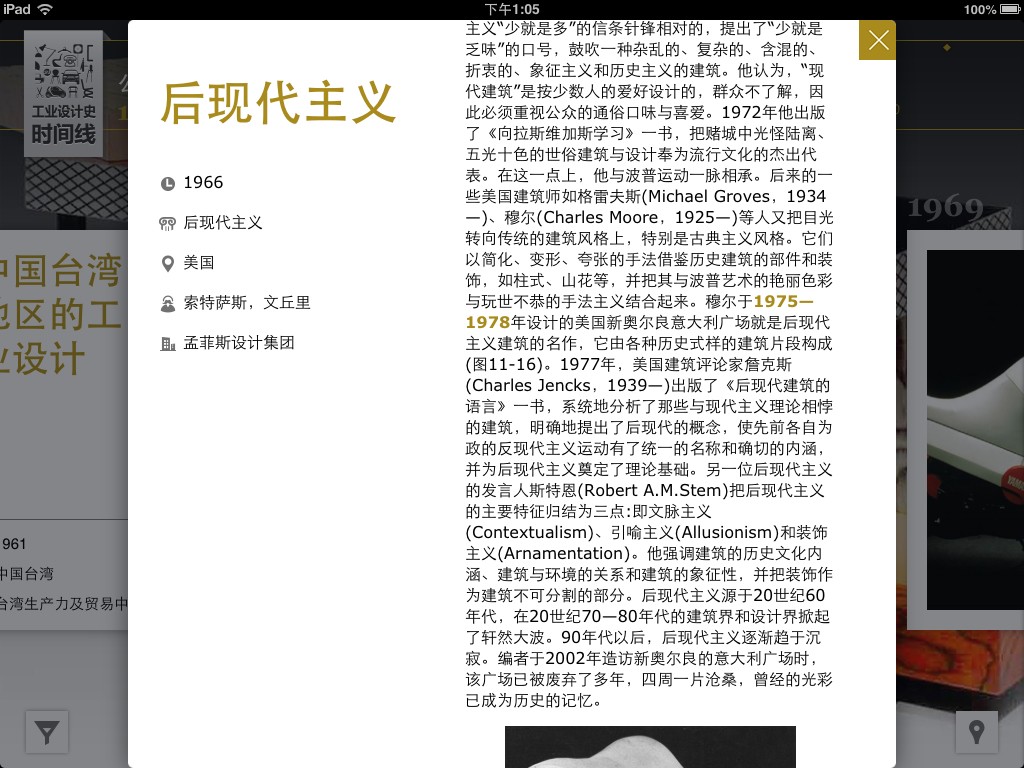 iPad
下午1:05
100%
工业设计史
时间线
1969
中国台湾
地区的工
业设计
1961
中国台湾
台湾生产力及贸易中
后现代主义
1966
后现代主义
美国
索特萨斯，文丘里
孟菲斯设计集团
主义“少就是多”的信条针锋相对的，提出了“少就是
乏味”的口号，鼓吹一种杂乱的、复杂的、含混的、
折衷的、象征主义和历史主义的建筑。他认为，“现
代建筑”是按少数人的爱好设计的，群众不了解，因
此必须重视公众的通俗口味与喜爱。1972年他出版
了《向拉斯维加斯学习》一书，把赌城中光怪陆离、
五光十色的世俗建筑与设计奉为流行文化的杰出代
表。在这一点上，他与波普运动一脉相承。后来的一
些美国建筑师如格雷夫斯(Michael Groves，1934
—)、穆尔(Charles Moore，1925—)等人又把目光
转向传统的建筑风格上，特别是古典主义风格。它们
以简化、变形、夸张的手法借鉴历史建筑的部件和装
饰，如柱式、山花等，并把其与波普艺术的艳丽色彩
与玩世不恭的手法主义结合起来。穆尔于1975—
1978年设计的美国新奥尔良意大利广场就是后现代
主义建筑的名作，它由各种历史式样的建筑片段构成
(图11-16)。1977年，美国建筑评论家詹克斯
(Charles Jencks，1939—)出版了《后现代建筑的
语言》一书，系统地分析了那些与现代主义理论相悖
的建筑，明确地提出了后现代的概念，使先前各自为
政的反现代主义运动有了统一的名称和确切的内涵，
并为后现代主义奠定了理论基础。另一位后现代主义
的发言人斯特恩(Robert A.M.Stem)把后现代主义
的主要特征归结为三点:即文脉主义
(Contextualism)、引喻主义(Allusionism)和装饰
主义(Arnamentation)。他强调建筑的历史文化内
涵、建筑与环境的关系和建筑的象征性，并把装饰作
为建筑不可分割的部分。后现代主义源于20世纪60
年代，在20世纪70—80年代的建筑界和设计界掀起
了轩然大波。90年代以后，后现代主义逐渐趋于沉
寂。编者于2002年造访新奥尔良的意大利广场时，
该广场已被废弃了多年，四周一片沧桑，曾经的光彩
已成为历史的记忆。